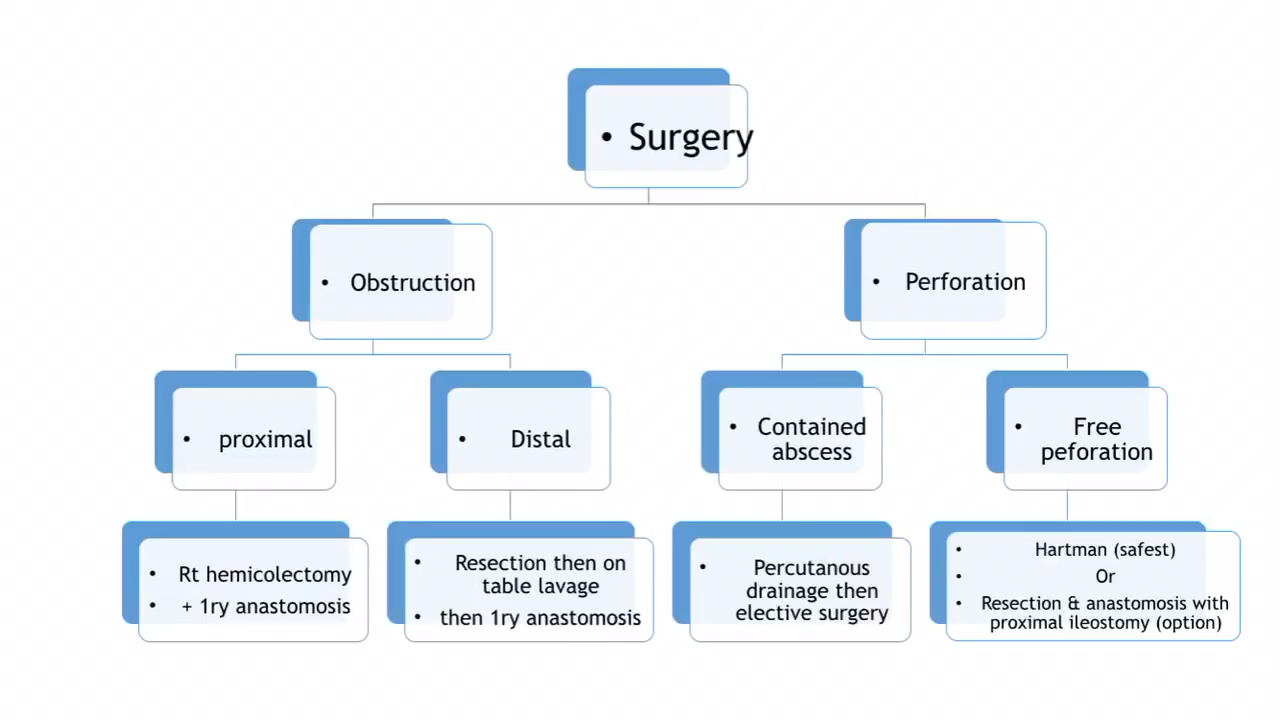 • Surgery
• Obstruction
• Perforation
• proximal
• Distal
• Contained
abscess
• Free
peforation
• Rt hemicolectomy
• + 1ry anastomosis
• Resection then on
table lavage
• then 1ry anastomosis
• Percutanous
drainage then
elective surgery
• Hartman (safest)
• Or
• Resection & anastomosis with
proximal ileostomy (option)